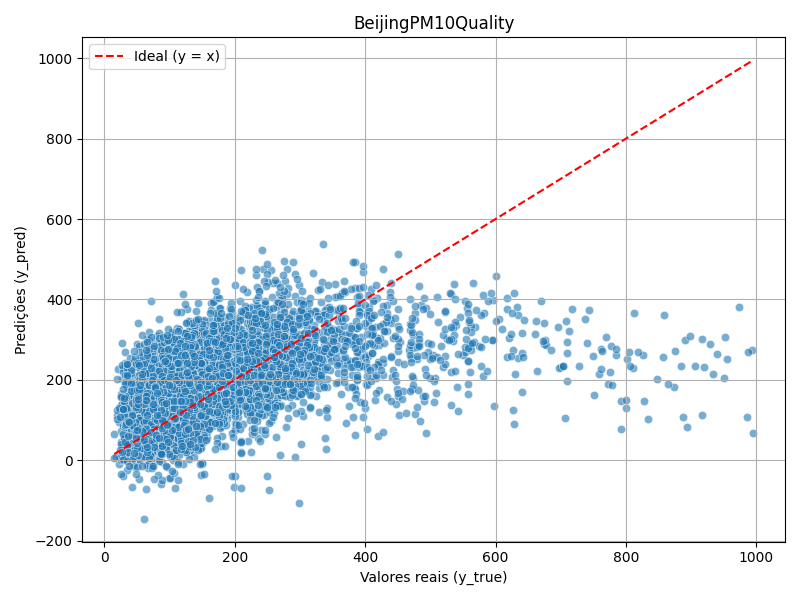 BeijingPM10Quality
Ideal (y = x)
Predições (y_pred)
1000
800
600
400
200
0
−200
0 200 400 600 800 1000
Valores reais (y_true)